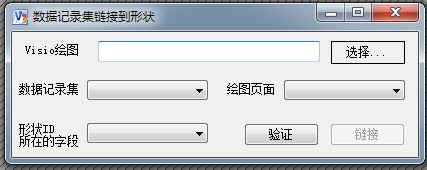 数据记录集链接到形状
Visio绘图
选择...
数据记录集
绘图页面
形状ID
所在的字段
验证
链接